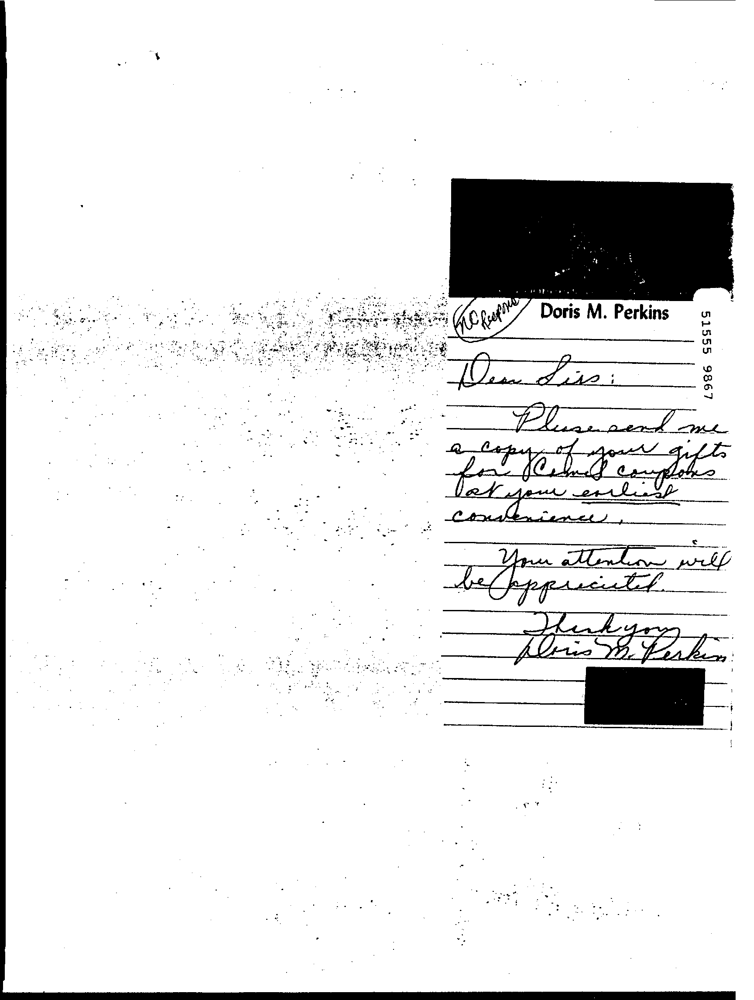 No Response
Doris M. Perkins
51555 9867
Dear Sirs:
Please send me
a copy of your gifts
for Camel coupons
at your earliest
convenience.
Your attention will
be appreciated.
Thank you
Doris M. Perkins